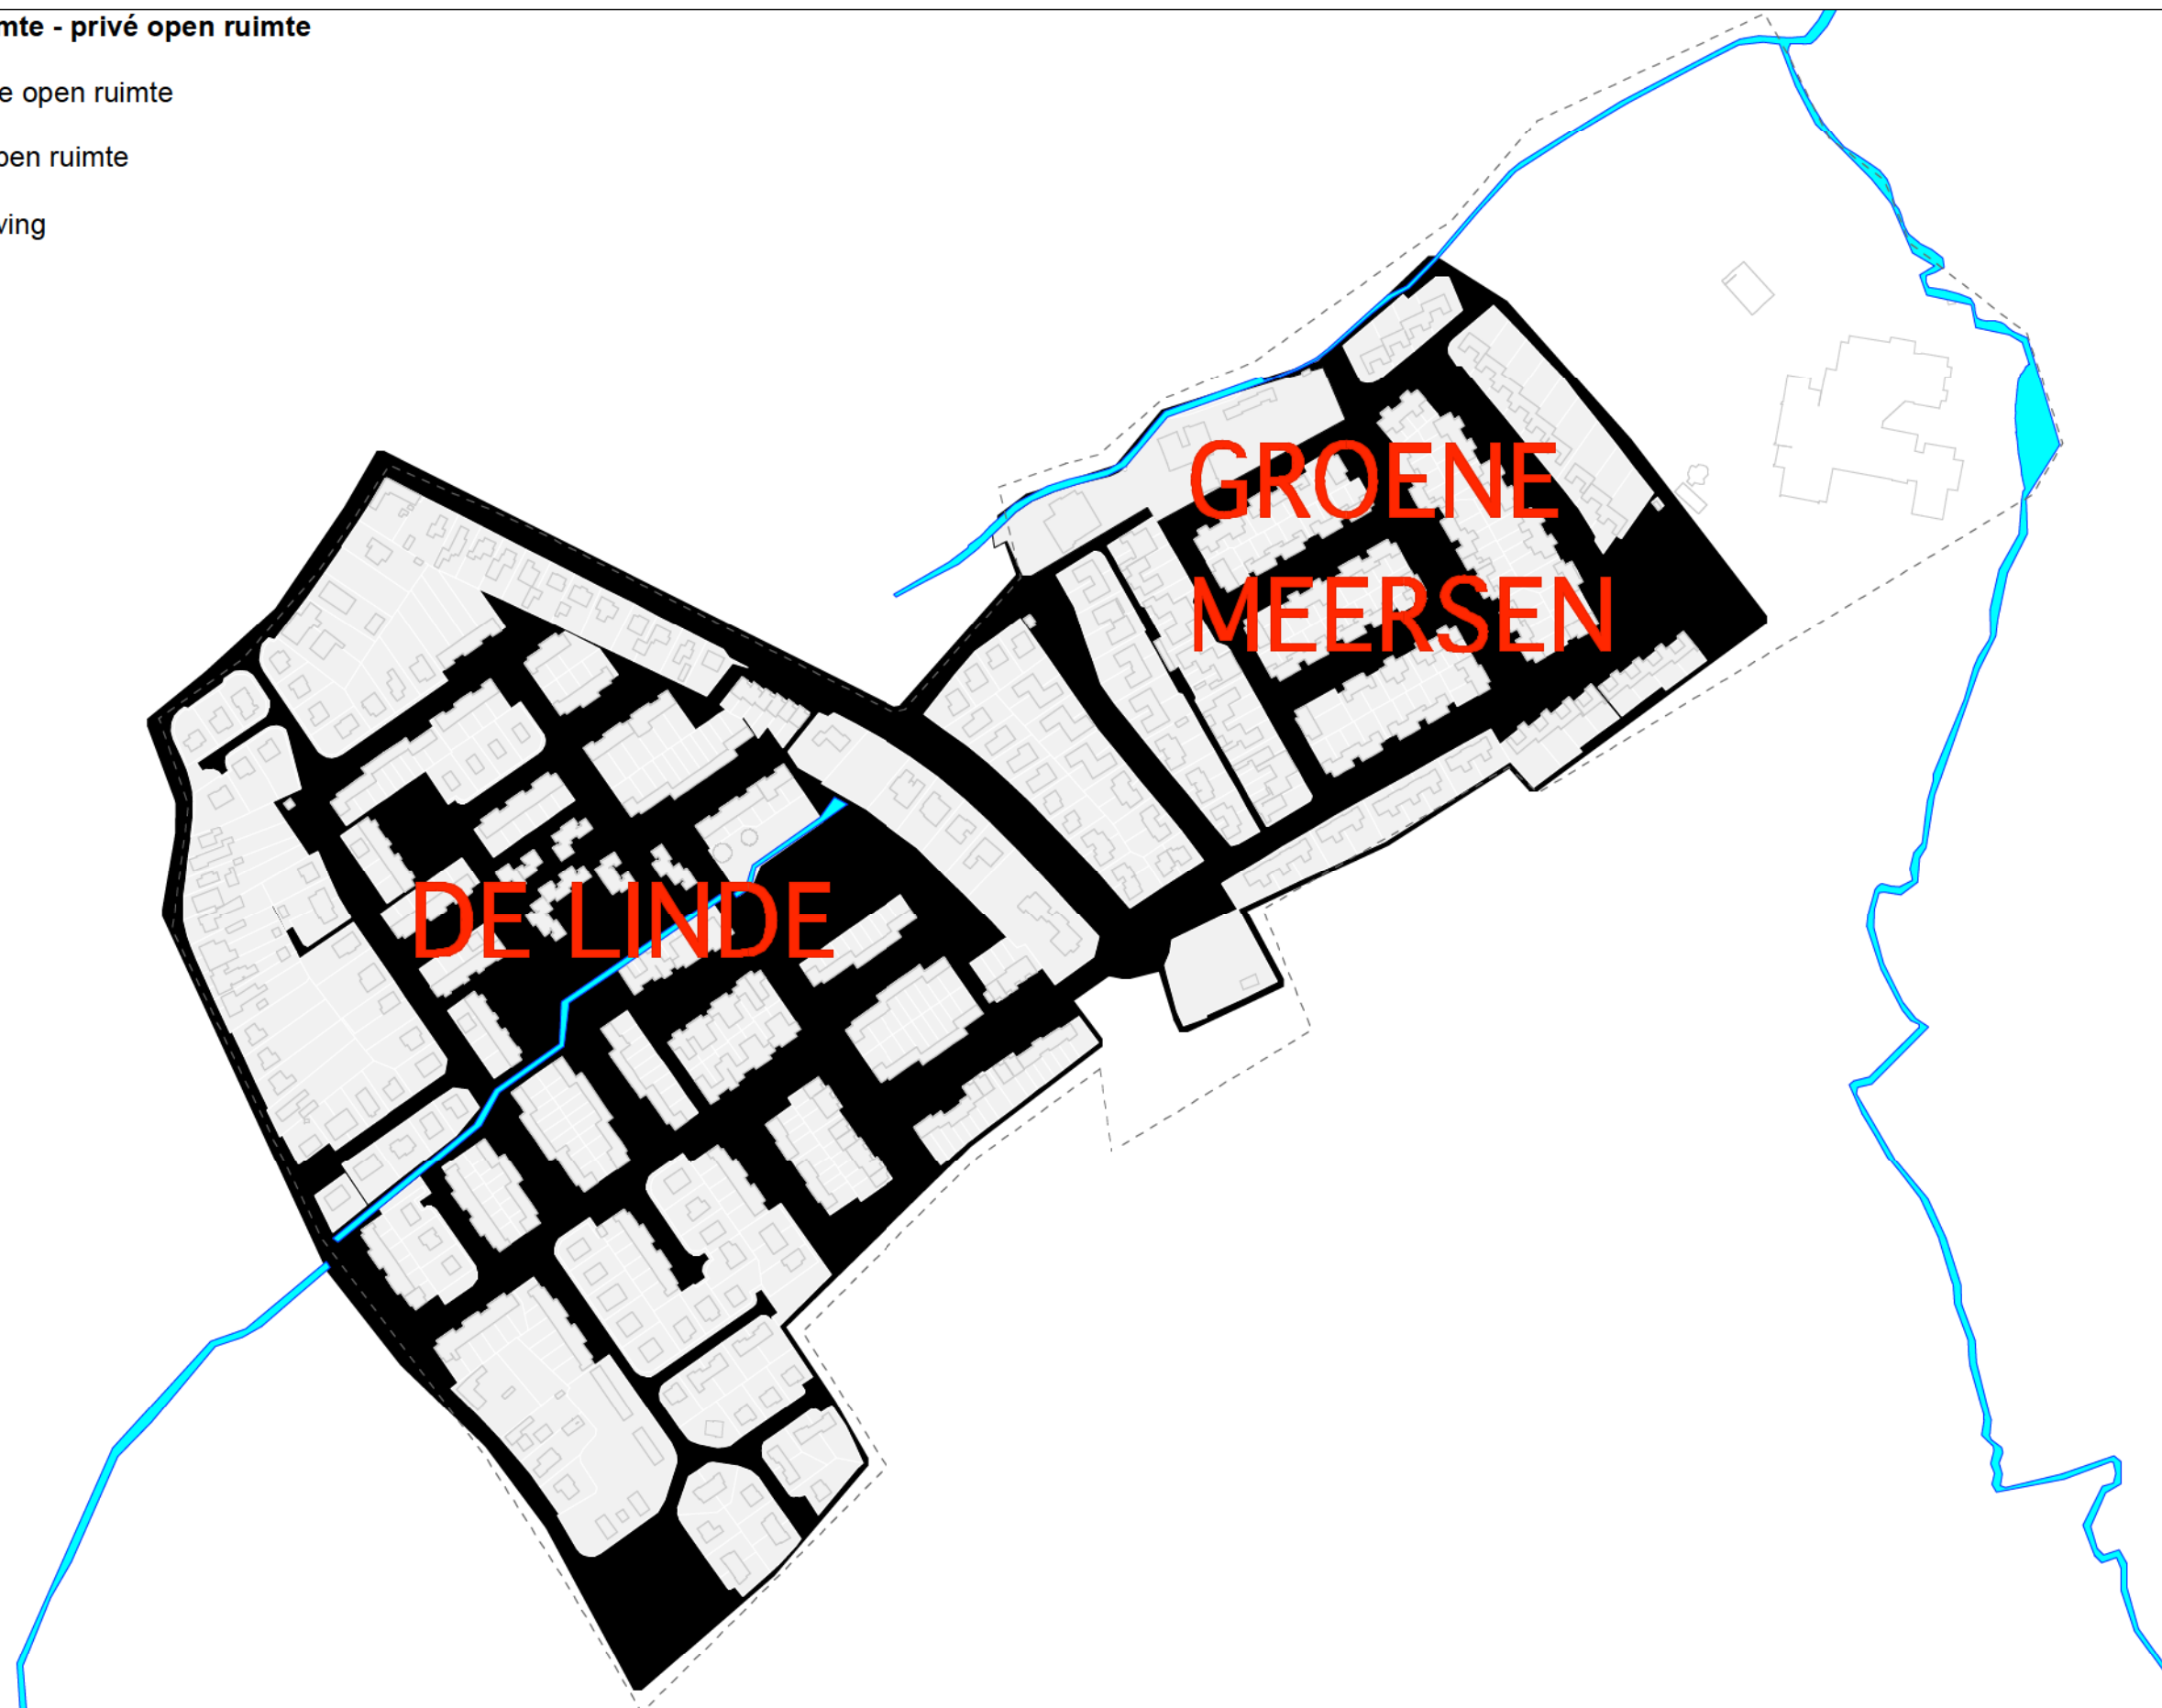 mte - privé open ruimte
e open ruimte
pen ruimte
ving
GROENE
MEERSEN
DE LINDE